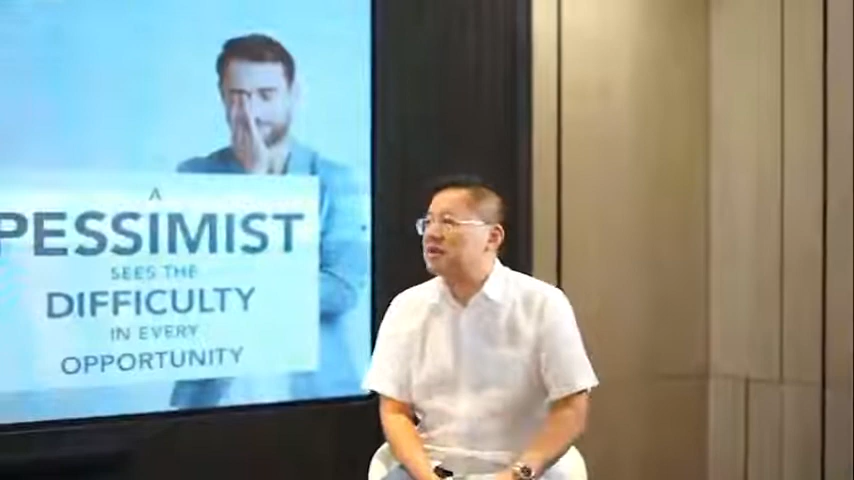 A
PESSIMIST
SEES THE
DIFFICULTY
IN EVERY
OPPORTUNITY